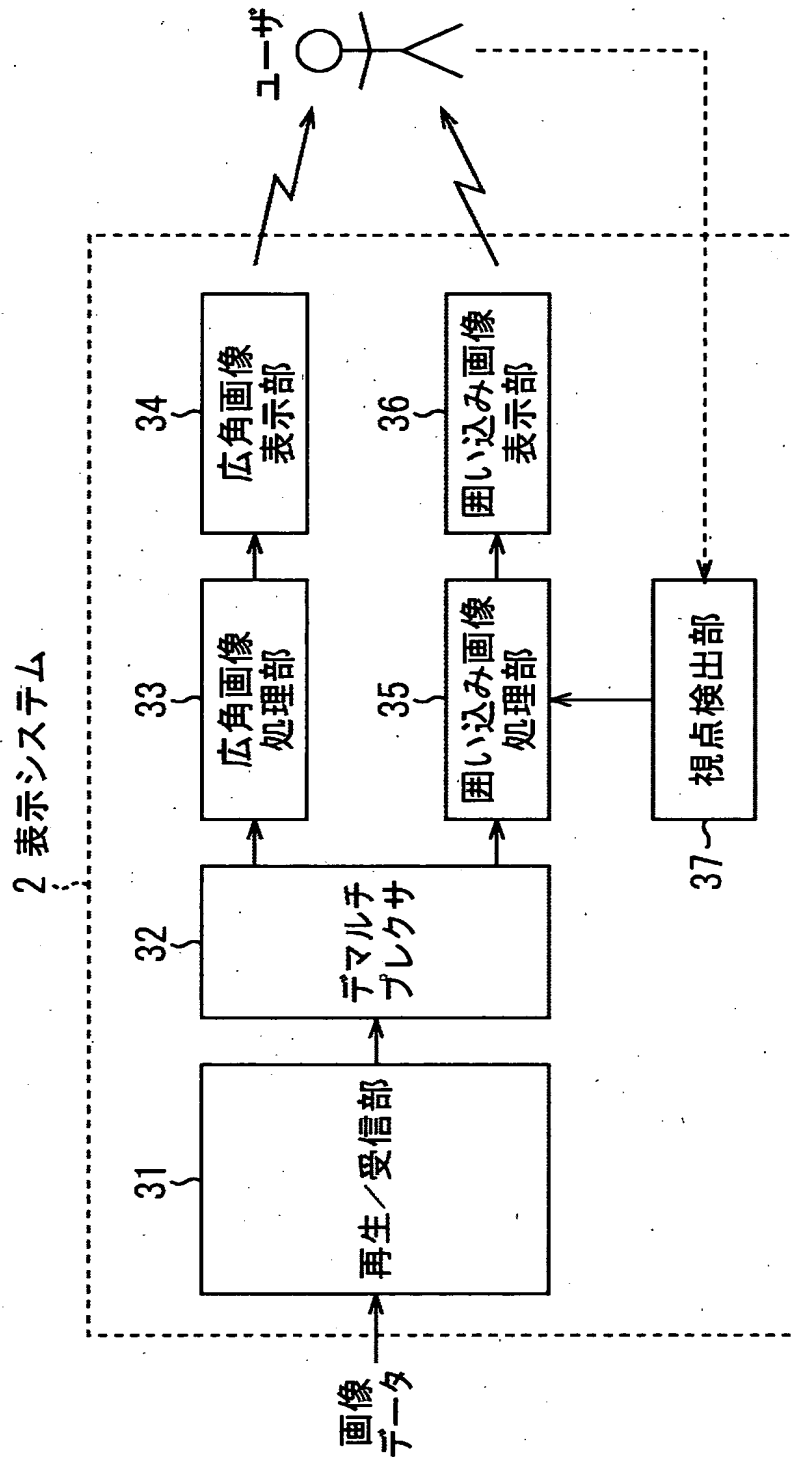 2 表示システム
画像
データ
31
再生／受信部
32
デマルチ
プレクサ
33
広角画像
処理部
34
広角画像
表示部
35
囲い込み画像
処理部
36
囲い込み画像
表示部
37
視点検出部
ユーザ